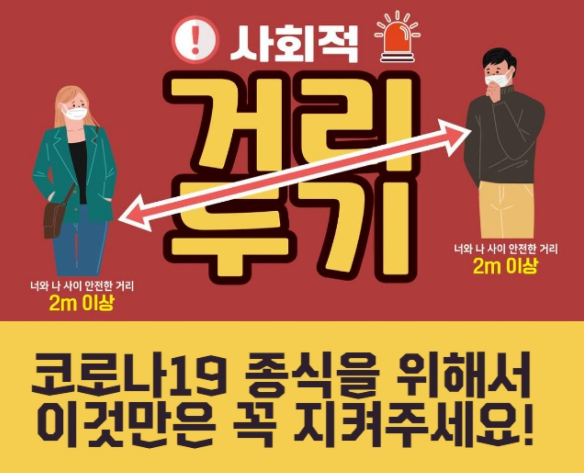 사회적
거리
두기
너와 나 사이 안전한 거리
2m 이상
너와 나 사이 안전한 거리
2m 이상
코로나19 종식을 위해서
이것만은 꼭 지켜주세요!